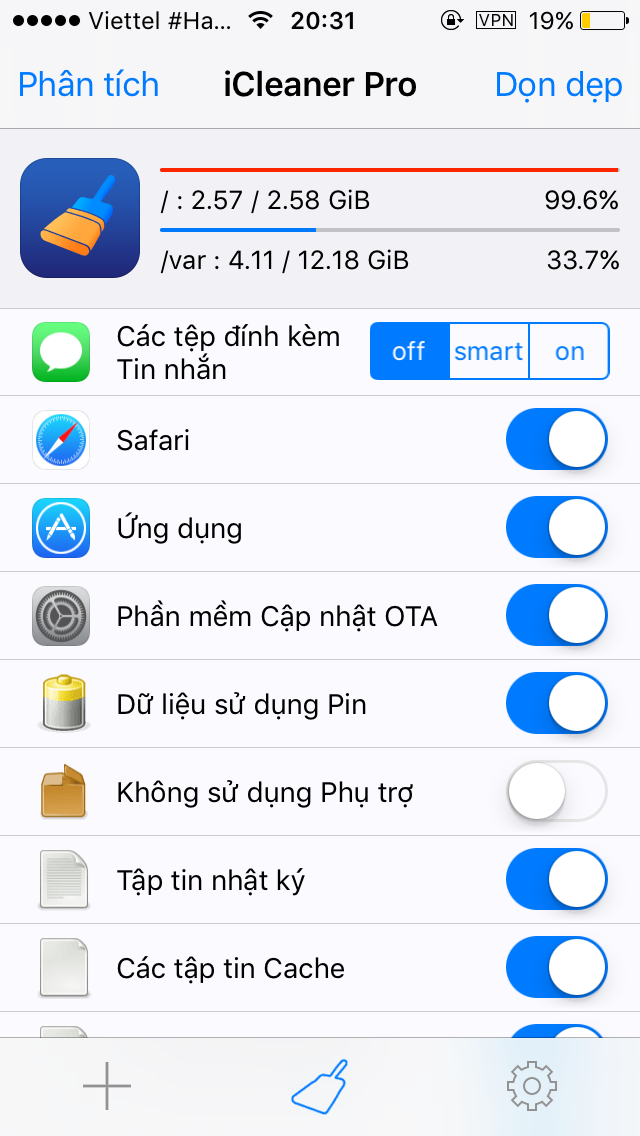 Viettel #Ha... 20:31 VPN 19%
Phân tích iCleaner Pro Dọn dẹp
/ : 2.57 / 2.58 GiB 99.6%
/var : 4.11 / 12.18 GiB 33.7%
Các tệp đính kèm
Tin nhắn
off smart on
Safari
Ứng dụng
Phần mềm Cập nhật OTA
Dữ liệu sử dụng Pin
Không sử dụng Phụ trợ
Tập tin nhật ký
Các tập tin Cache